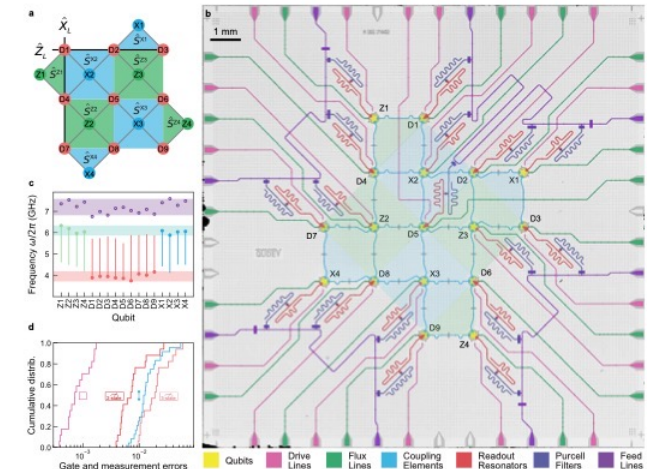 a
X̂L
ẐL
X1
ŜX1
D1
D2
D3
Z1
ŜZ1
ŜX2
X2
ŜZ3
Z3
D4
D5
D6
ŜZ2
Z2
ŜX3
X3
ŜZ4
Z4
D7
D8
D9
ŜX4
X4
b
1 mm
Z1
D1
D4
X2
D2
X1
D7
Z2
D5
Z3
D3
X4
D8
X3
D6
D9
Z4
c
Frequency ω/2π (GHz)
7
6
5
4
Z1 Z2 Z3 Z4 D1 D2 D3 D4 D5 D6 D7 D8 D9 X1 X2 X3 X4
Qubit
d
Cumulative distrib.
1.0
0.8
0.6
0.4
0.2
0.0
10-3
10-2
Gate and measurement errors
Qubits
Drive Lines
Flux Lines
Coupling Elements
Readout Resonators
Purcell Filters
Feed Lines